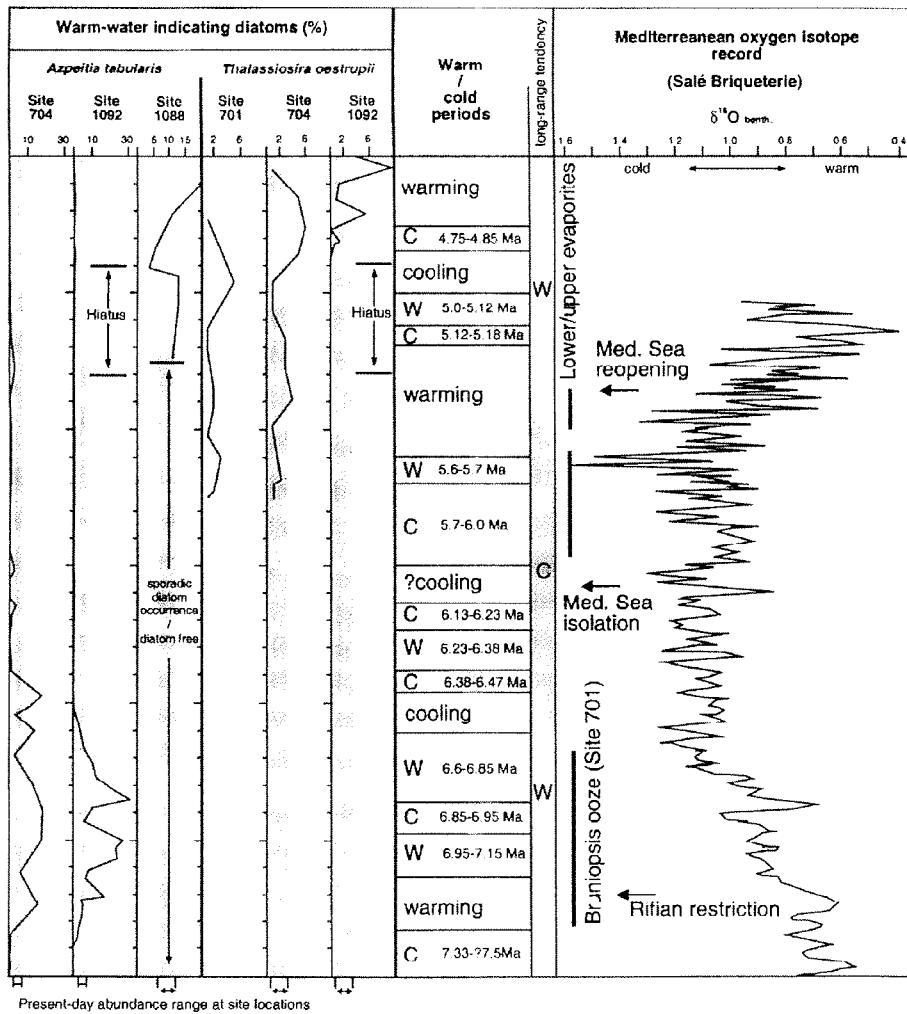 Warm-water indicating diatoms (%)
Azpeitia tabularis
Thalassiosira oestrupii
Site 704
Site 1092
Site 1088
Site 701
Site 704
Site 1092
10 30
10 30
5 10 15
2 6
2 6
2 6
Warm
/
cold
periods
long-range tendency
Mediterranean oxygen isotope
record
(Salé Briqueterie)
δ18O benth.
1.6 1.4 1.2 1.0 0.8 0.6 0.4
cold
warm
warming
C 4.75-4.85 Ma
cooling
W 5.0-5.12 Ma
C 5.12-5.18 Ma
warming
W 5.6-5.7 Ma
C 5.7-6.0 Ma
?cooling
C 6.13-6.23 Ma
W 6.23-6.38 Ma
C 6.38-6.47 Ma
cooling
W 6.6-6.85 Ma
C 6.85-6.95 Ma
W 6.95-7.15 Ma
warming
C 7.33-?7.5Ma
W
C
W
Hiatus
Hiatus
sporadic
diatom
occurrence
/
diatom free
Lower/upper evaporites
Med. Sea
reopening
Med. Sea
isolation
Bruniopsis ooze (Site 701)
Rifian restriction
Present-day abundance range at site locations